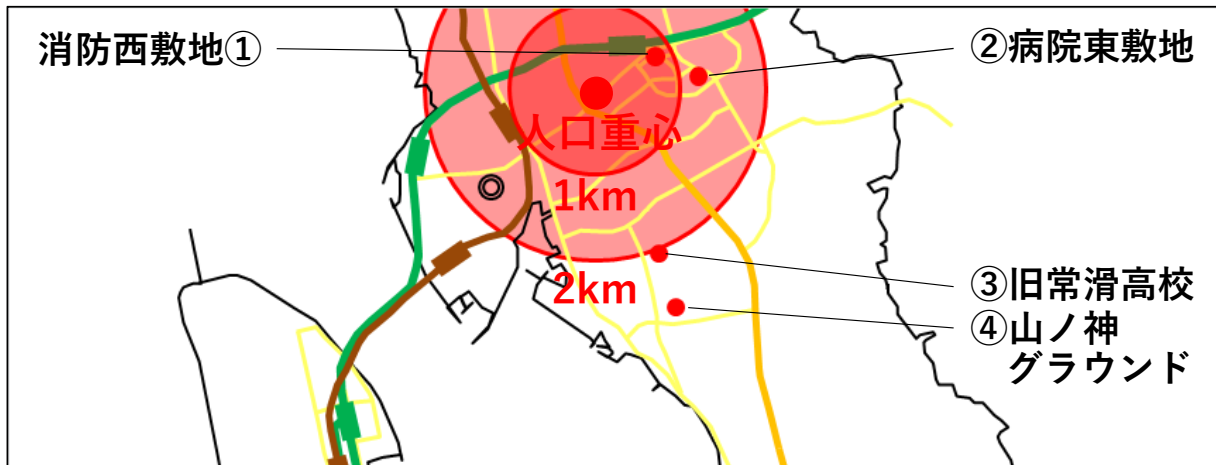 消防西敷地①
②病院東敷地
人口重心
1km
2km
③旧常滑高校
④山ノ神
グラウンド